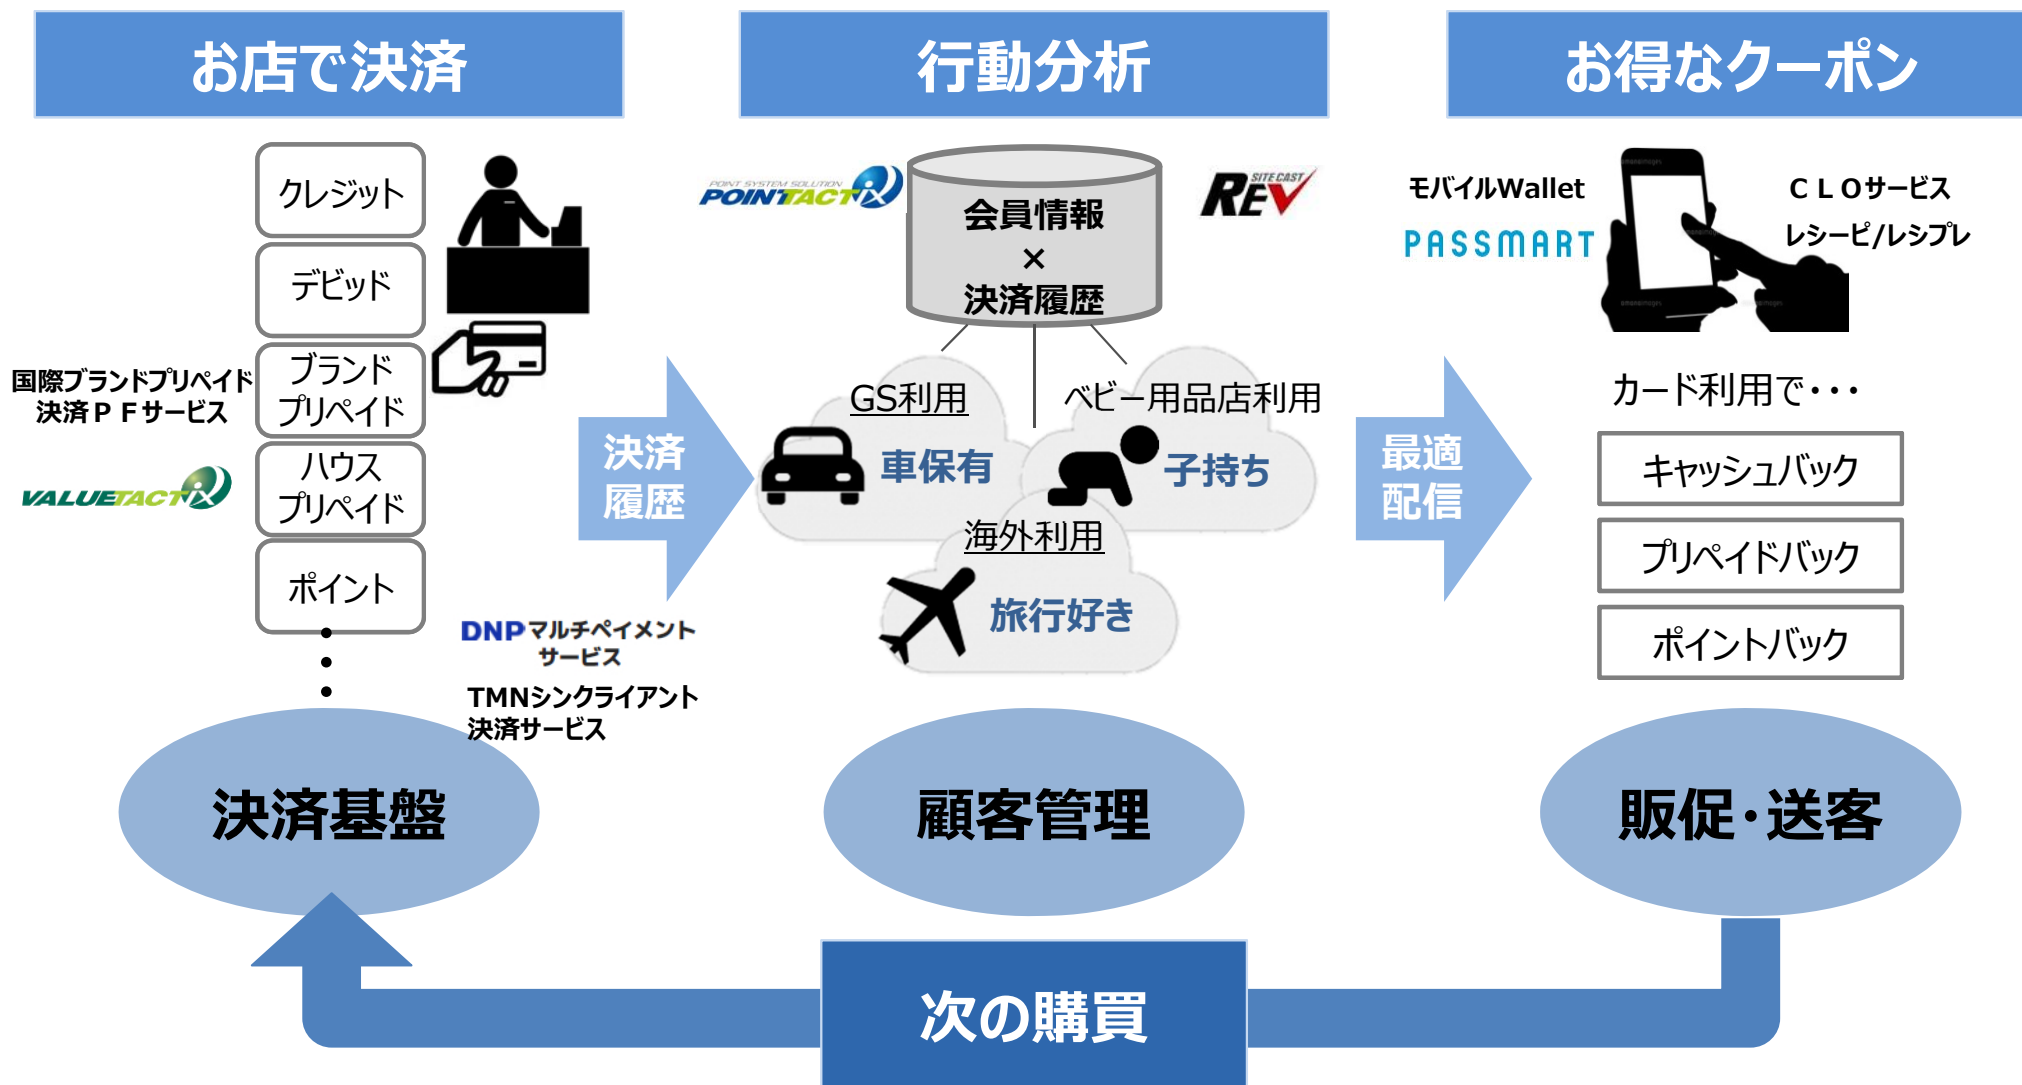 お店で決済
クレジット
デビッド
ブランド
プリペイド
ハウス
プリペイド
ポイント
国際ブランドプリペイド
決済ＰＦサービス
VALUETACTIX
DNPマルチペイメント
サービス
TMNシンクライアント
決済サービス
決済基盤
決済
履歴
行動分析
POINT SYSTEM SOLUTION
POINTTACTIX
SITECAST
REV
会員情報
×
決済履歴
GS利用
車保有
ベビー用品店利用
子持ち
海外利用
旅行好き
顧客管理
最適
配信
お得なクーポン
モバイルWallet
PASSMART
ＣＬＯサービス
レシーピ/レシプレ
カード利用で・・・
キャッシュバック
プリペイドバック
ポイントバック
販促・送客
次の購買